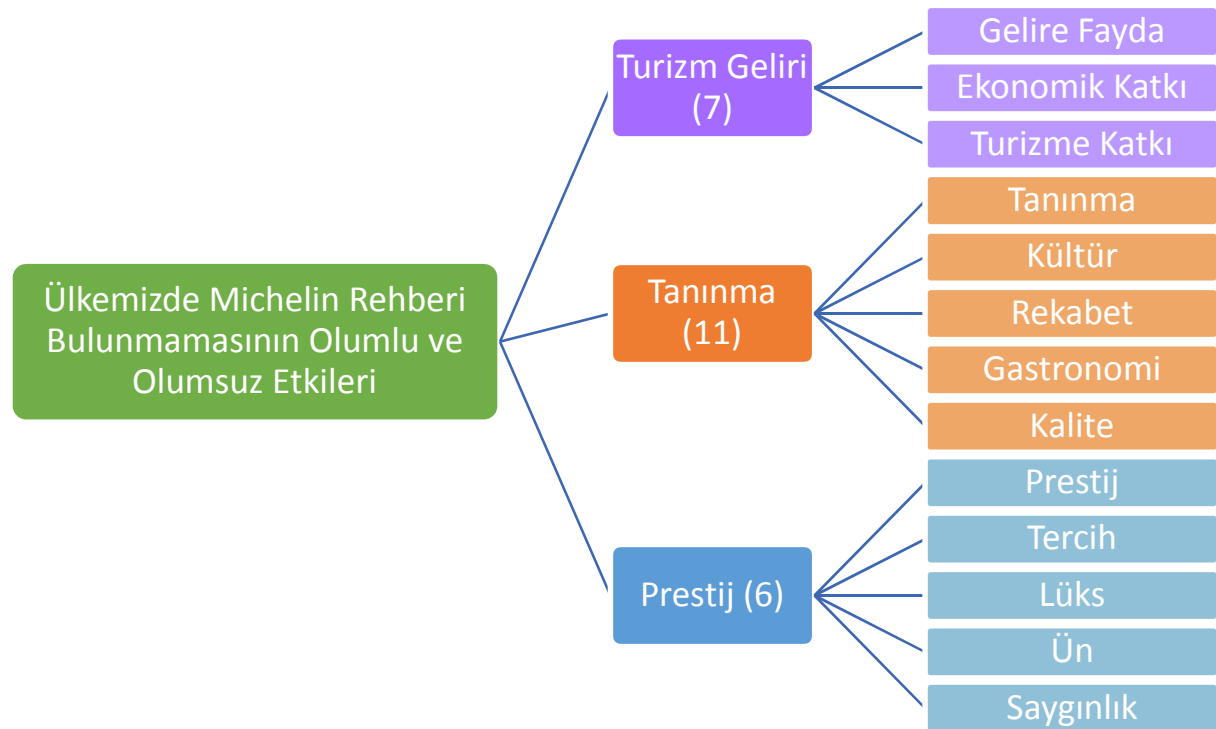 Ülkemizde Michelin Rehberi
Bulunmamasının Olumlu ve
Olumsuz Etkileri
Turizm Geliri
(7)
Gelire Fayda
Ekonomik Katkı
Turizme Katkı
Tanınma
(11)
Tanınma
Kültür
Rekabet
Gastronomi
Kalite
Prestij (6)
Prestij
Tercih
Lüks
Ün
Saygınlık